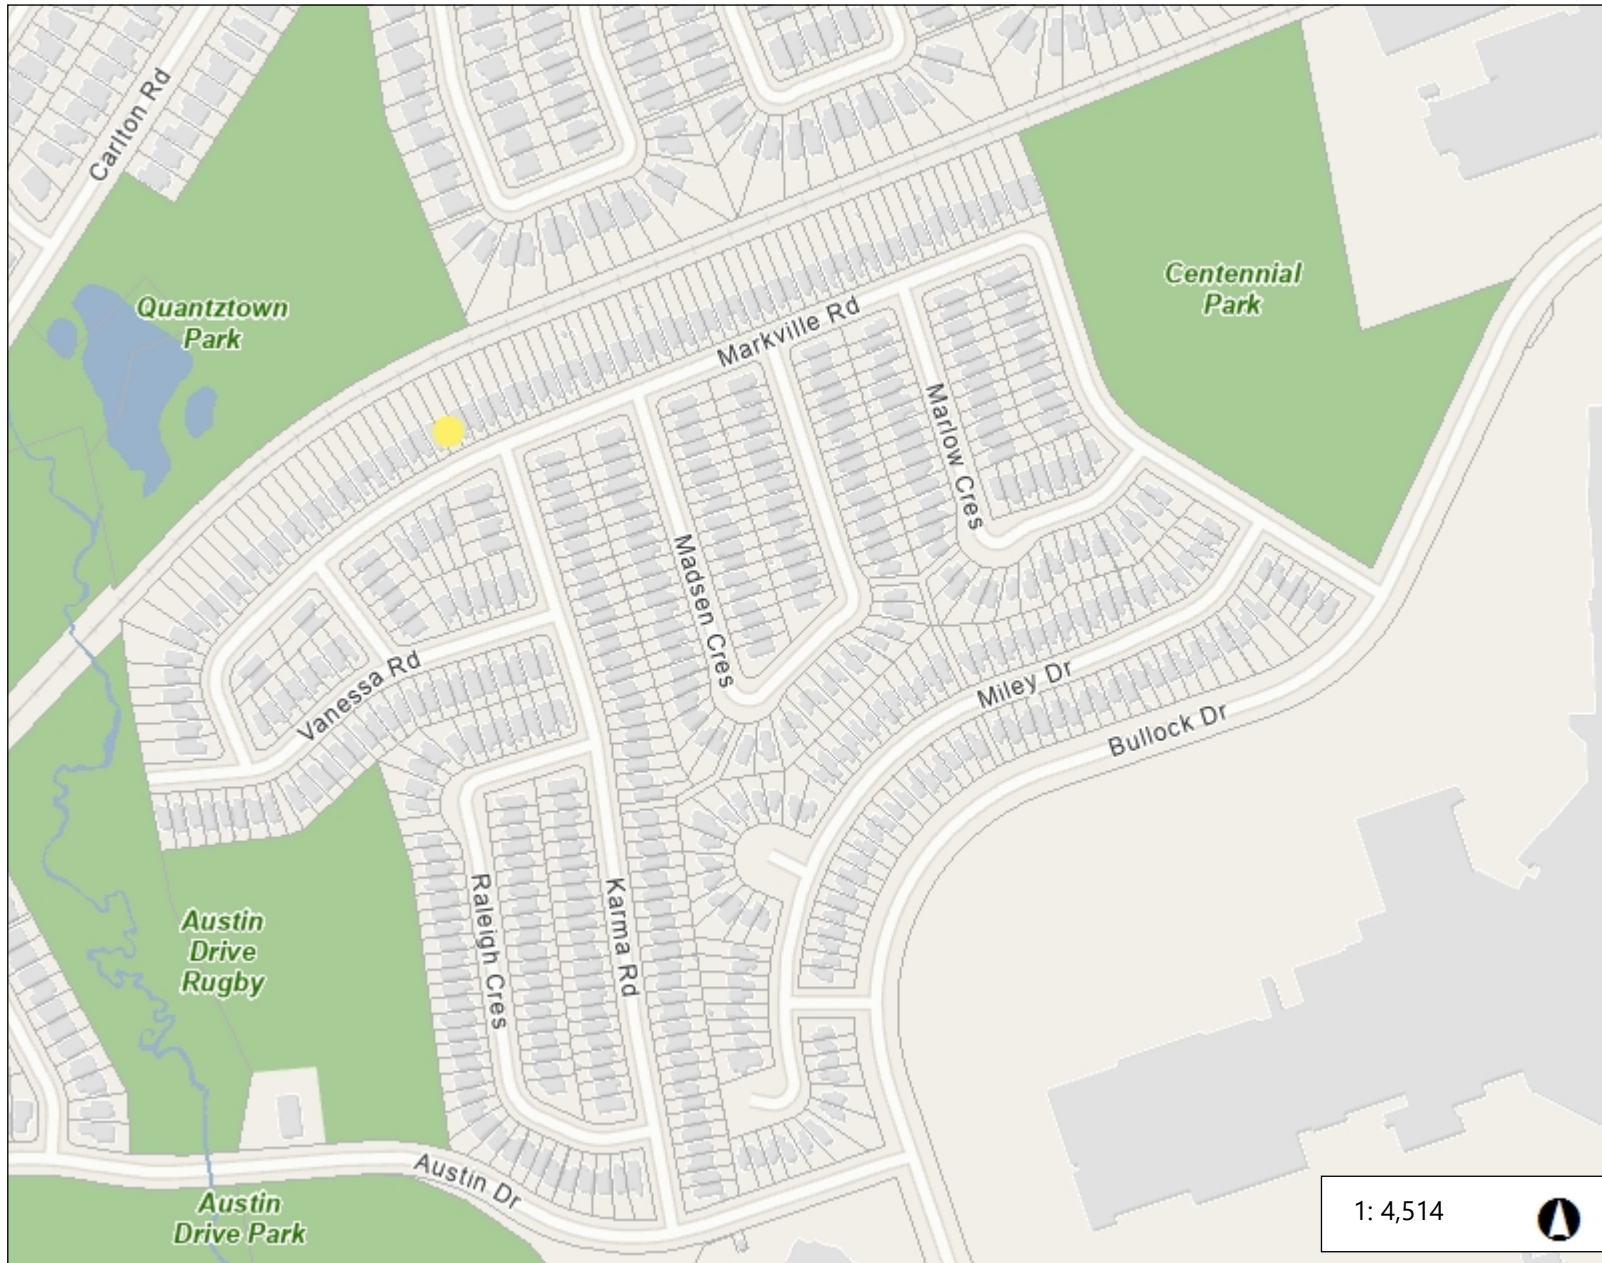 Carlton Rd
Quantztown
Park
Centennial
Park
Markville Rd
Marlow Cres
Madsen Cres
Vanessa Rd
Miley Dr
Bullock Dr
Raleigh Cres
Karma Rd
Austin
Drive
Rugby
Austin Dr
Austin
Drive Park
1: 4,514